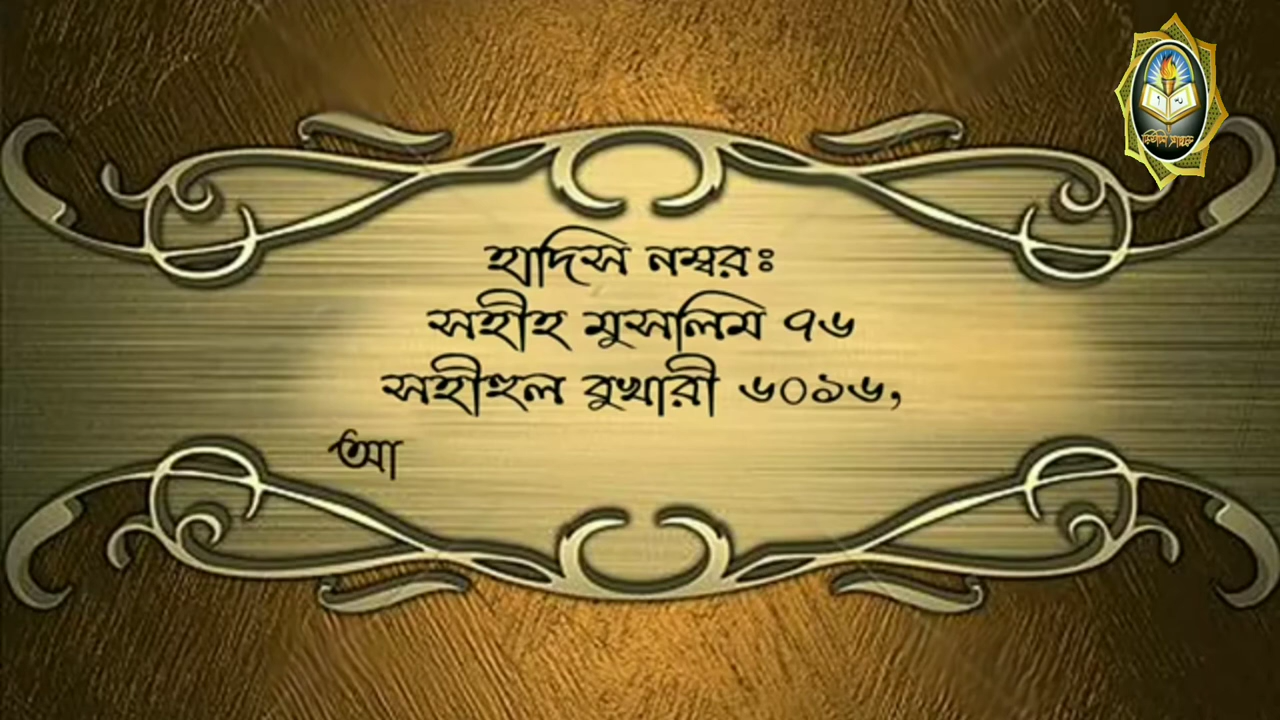 হাদিস নম্বরঃ
সহীহ মুসলিম ৭৬
সহীহুল বুখারী ৬০১৬,
আ